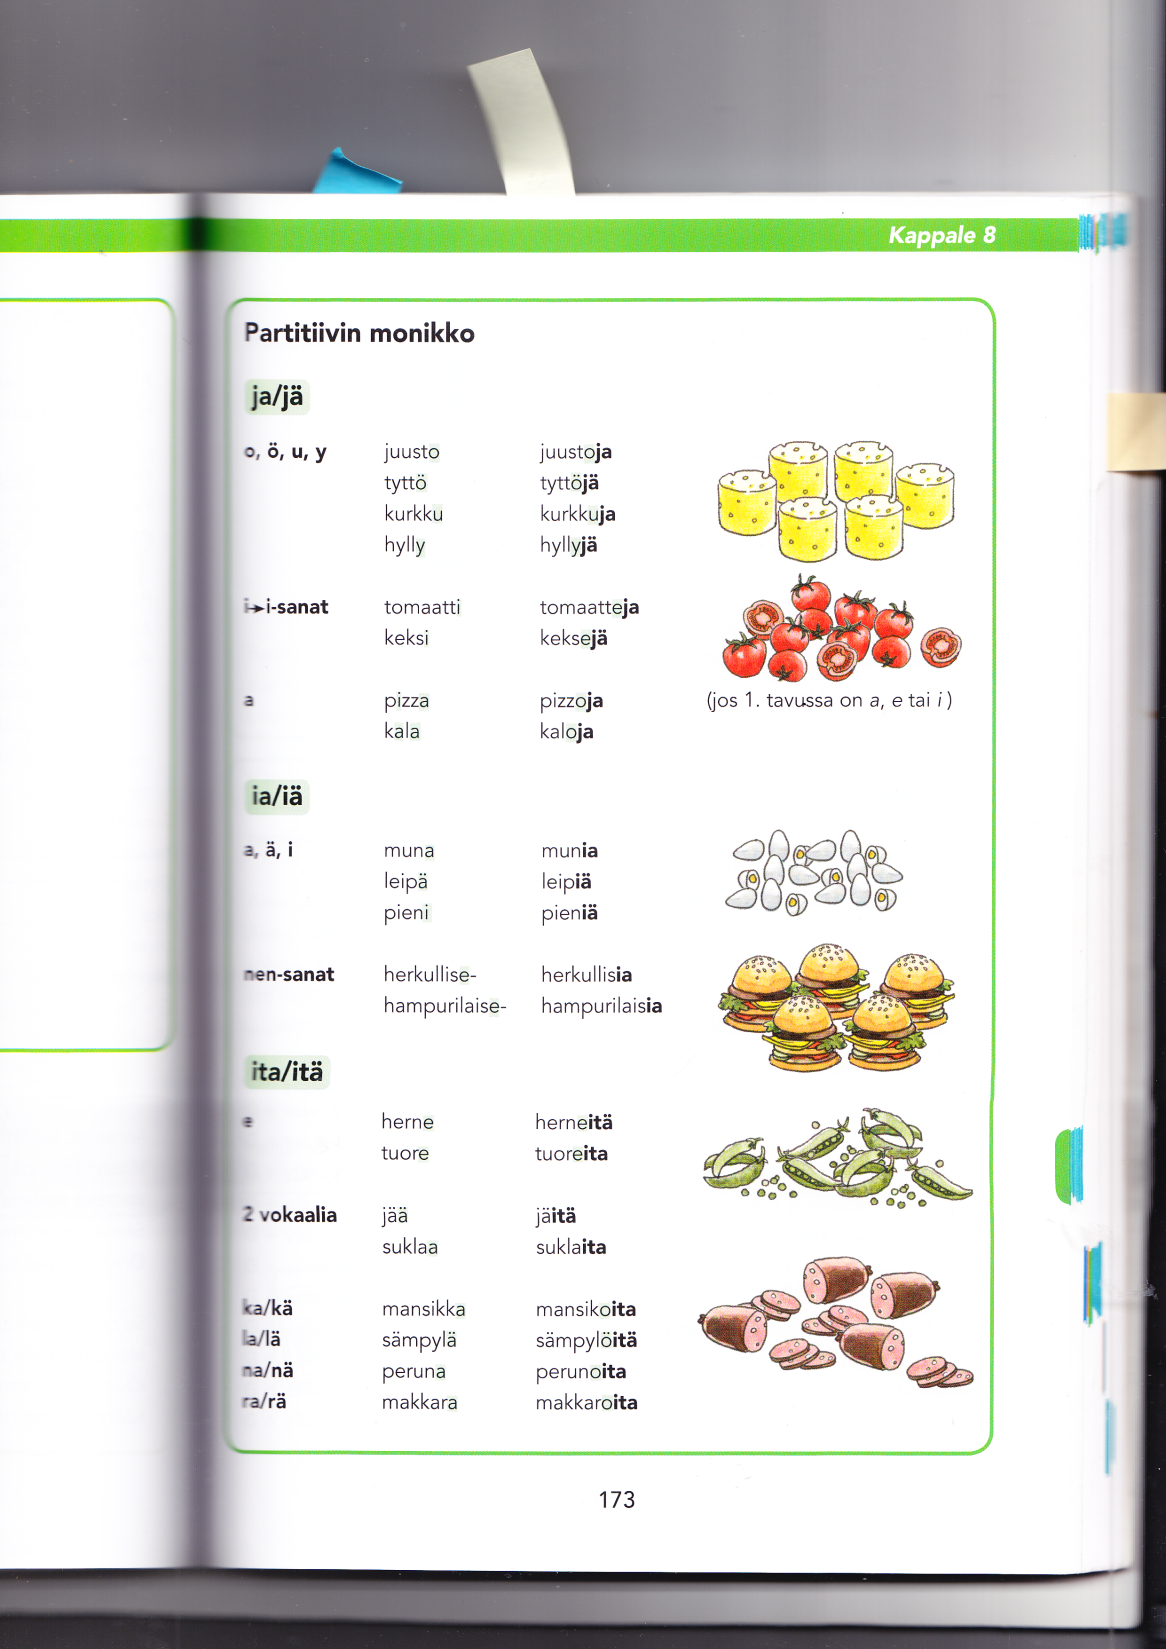 Kappale 8
Partitiivin monikko
ja/jä
o, ö, u, y juusto juustoja
tyttö tyttöjä
kurkku kurkkuja
hylly hyllyjä
i→i-sanat tomaatti tomaatteja
keksi keksejä
a pizza pizzoja (jos 1. tavussa on a, e tai i)
kala kaloja
ia/iä
a, ä, i muna munia
leipä leipiä
pieni pieniä
nen-sanat herkullise- herkullisia
hampurilaise- hampurilaisia
ita/itä
e herne herneitä
tuore tuoreita
2 vokaalia jää jäitä
suklaa suklaita
ka/kä mansikka mansikoita
la/lä sämpylä sämpylöitä
na/nä peruna perunoita
ra/rä makkara makkaroita
173